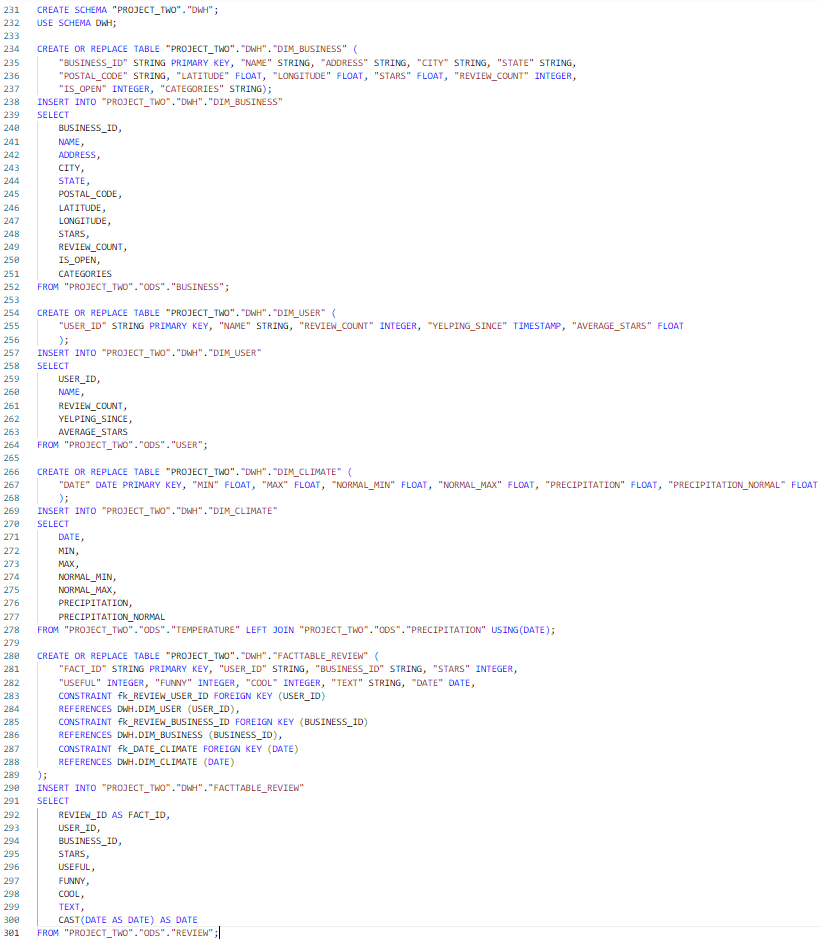 231 CREATE SCHEMA "PROJECT_TWO"."DWH";
232 USE SCHEMA DWH;
233
234 CREATE OR REPLACE TABLE "PROJECT_TWO"."DWH"."DIM_BUSINESS" (
235 "BUSINESS_ID" STRING PRIMARY KEY, "NAME" STRING, "ADDRESS" STRING, "CITY" STRING, "STATE" STRING,
236 "POSTAL_CODE" STRING, "LATITUDE" FLOAT, "LONGITUDE" FLOAT, "STARS" FLOAT, "REVIEW_COUNT" INTEGER,
237 "IS_OPEN" INTEGER, "CATEGORIES" STRING);
238 INSERT INTO "PROJECT_TWO"."DWH"."DIM_BUSINESS"
239 SELECT
240 BUSINESS_ID,
241 NAME,
242 ADDRESS,
243 CITY,
244 STATE,
245 POSTAL_CODE,
246 LATITUDE,
247 LONGITUDE,
248 STARS,
249 REVIEW_COUNT,
250 IS_OPEN,
251 CATEGORIES
252 FROM "PROJECT_TWO"."ODS"."BUSINESS";
253
254 CREATE OR REPLACE TABLE "PROJECT_TWO"."DWH"."DIM_USER" (
255 "USER_ID" STRING PRIMARY KEY, "NAME" STRING, "REVIEW_COUNT" INTEGER, "YELPING_SINCE" TIMESTAMP, "AVERAGE_STARS" FLOAT
256 );
257 INSERT INTO "PROJECT_TWO"."DWH"."DIM_USER"
258 SELECT
259 USER_ID,
260 NAME,
261 REVIEW_COUNT,
262 YELPING_SINCE,
263 AVERAGE_STARS
264 FROM "PROJECT_TWO"."ODS"."USER";
265
266 CREATE OR REPLACE TABLE "PROJECT_TWO"."DWH"."DIM_CLIMATE" (
267 "DATE" DATE PRIMARY KEY, "MIN" FLOAT, "MAX" FLOAT, "NORMAL_MIN" FLOAT, "NORMAL_MAX" FLOAT, "PRECIPITATION" FLOAT, "PRECIPITATION_NORMAL" FLOAT
268 );
269 INSERT INTO "PROJECT_TWO"."DWH"."DIM_CLIMATE"
270 SELECT
271 DATE,
272 MIN,
273 MAX,
274 NORMAL_MIN,
275 NORMAL_MAX,
276 PRECIPITATION,
277 PRECIPITATION_NORMAL
278 FROM "PROJECT_TWO"."ODS"."TEMPERATURE" LEFT JOIN "PROJECT_TWO"."ODS"."PRECIPITATION" USING(DATE);
279
280 CREATE OR REPLACE TABLE "PROJECT_TWO"."DWH"."FACTTABLE_REVIEW" (
281 "FACT_ID" STRING PRIMARY KEY, "USER_ID" STRING, "BUSINESS_ID" STRING, "STARS" INTEGER,
282 "USEFUL" INTEGER, "FUNNY" INTEGER, "COOL" INTEGER, "TEXT" STRING, "DATE" DATE,
283 CONSTRAINT fk_REVIEW_USER_ID FOREIGN KEY (USER_ID)
284 REFERENCES DWH.DIM_USER (USER_ID),
285 CONSTRAINT fk_REVIEW_BUSINESS_ID FOREIGN KEY (BUSINESS_ID)
286 REFERENCES DWH.DIM_BUSINESS (BUSINESS_ID),
287 CONSTRAINT fk_DATE_CLIMATE FOREIGN KEY (DATE)
288 REFERENCES DWH.DIM_CLIMATE (DATE)
289 );
290 INSERT INTO "PROJECT_TWO"."DWH"."FACTTABLE_REVIEW"
291 SELECT
292 REVIEW_ID AS FACT_ID,
293 USER_ID,
294 BUSINESS_ID,
295 STARS,
296 USEFUL,
297 FUNNY,
298 COOL,
299 TEXT,
300 CAST(DATE AS DATE) AS DATE
301 FROM "PROJECT_TWO"."ODS"."REVIEW";